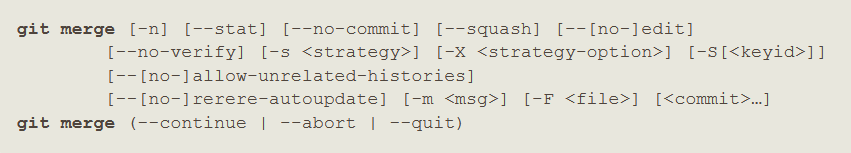 git merge [-n] [--stat] [--no-commit] [--squash] [--[no-]edit]
[--no-verify] [-s <strategy>] [-X <strategy-option>] [-S[<keyid>]]
[--[no-]allow-unrelated-histories]
[--[no-]rerere-autoupdate] [-m <msg>] [-F <file>] [<commit>…​]
git merge (--continue | --abort | --quit)